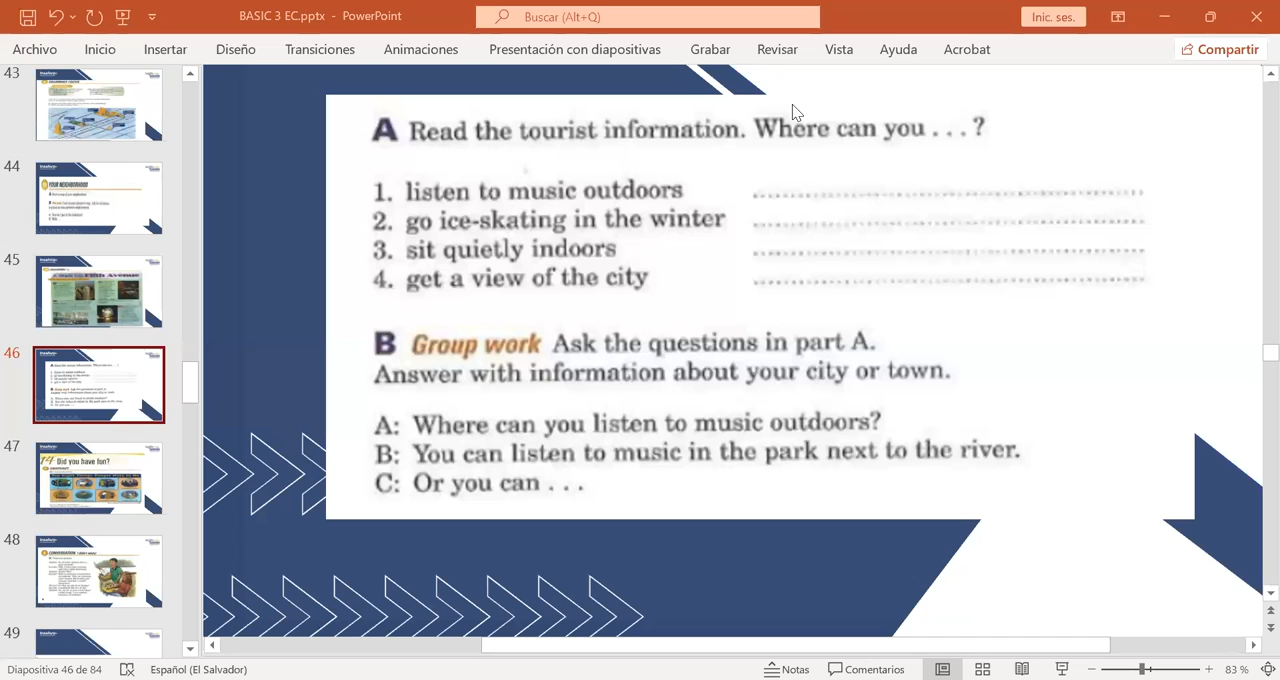 BASIC 3 EC.pptx - PowerPoint
Buscar (Alt+Q)
Inic. ses.
Archivo Inicio Insertar Diseño Transiciones Animaciones Presentación con diapositivas Grabar Revisar Vista Ayuda Acrobat Compartir
43
44
YOUR NEIGHBORHOOD
45
46
47
14 Did you have fun?
48
CONVERSATION
49
A Read the tourist information. Where can you . . . ?
1. listen to music outdoors
2. go ice-skating in the winter
3. sit quietly indoors
4. get a view of the city
B Group work Ask the questions in part A.
Answer with information about your city or town.
A: Where can you listen to music outdoors?
B: You can listen to music in the park next to the river.
C: Or you can . . .
Diapositiva 46 de 84 Español (El Salvador) Notas Comentarios 83 %